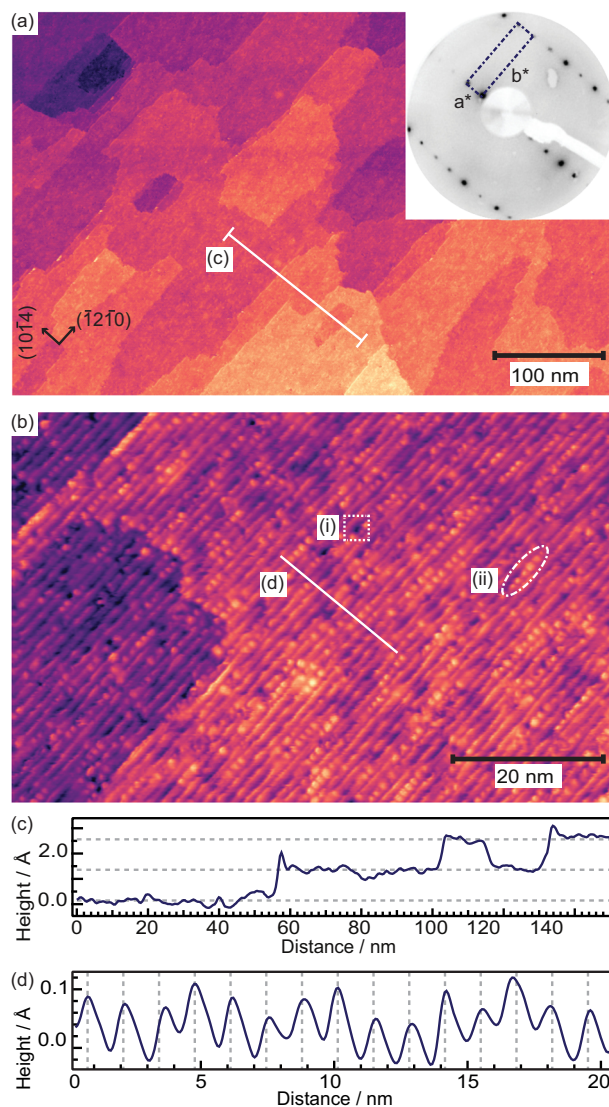 (a)
b*
a*
(c)
(101̄4)
(1̄21̄0)
100 nm
(b)
(i)
(d)
(ii)
20 nm
(c)
Height / Å
2.0
0.0
0 20 40 60 80 100 120 140
Distance / nm
(d)
Height / Å
0.1
0.0
0 5 10 15 20
Distance / nm